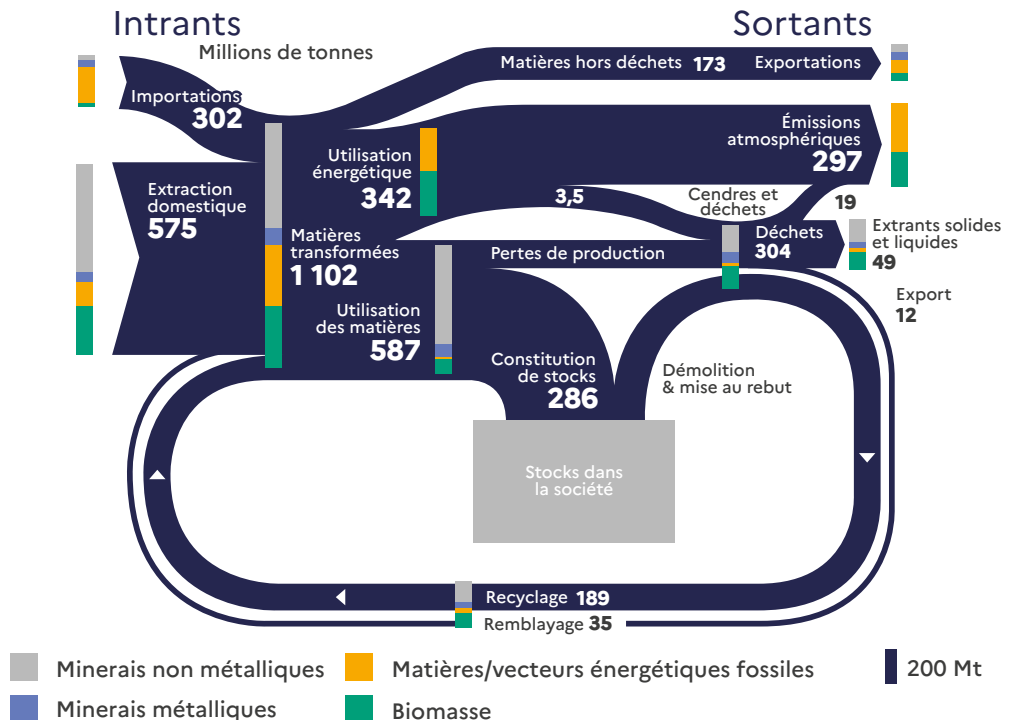 Intrants
Sortants
Millions de tonnes
Matières hors déchets 173 Exportations
Importations
302
Émissions
atmosphériques
297
Utilisation
énergétique
342
Extraction
domestique
575
3,5
Cendres et
déchets
19
Matières
transformées
1 102
Pertes de production
Déchets
304
Extrants solides
et liquides
49
Export
12
Utilisation
des matières
587
Constitution
de stocks
286
Démolition
& mise au rebut
Stocks dans
la société
Recyclage 189
Remblayage 35
Minerais non métalliques
Matières/vecteurs énergétiques fossiles
200 Mt
Minerais métalliques
Biomasse